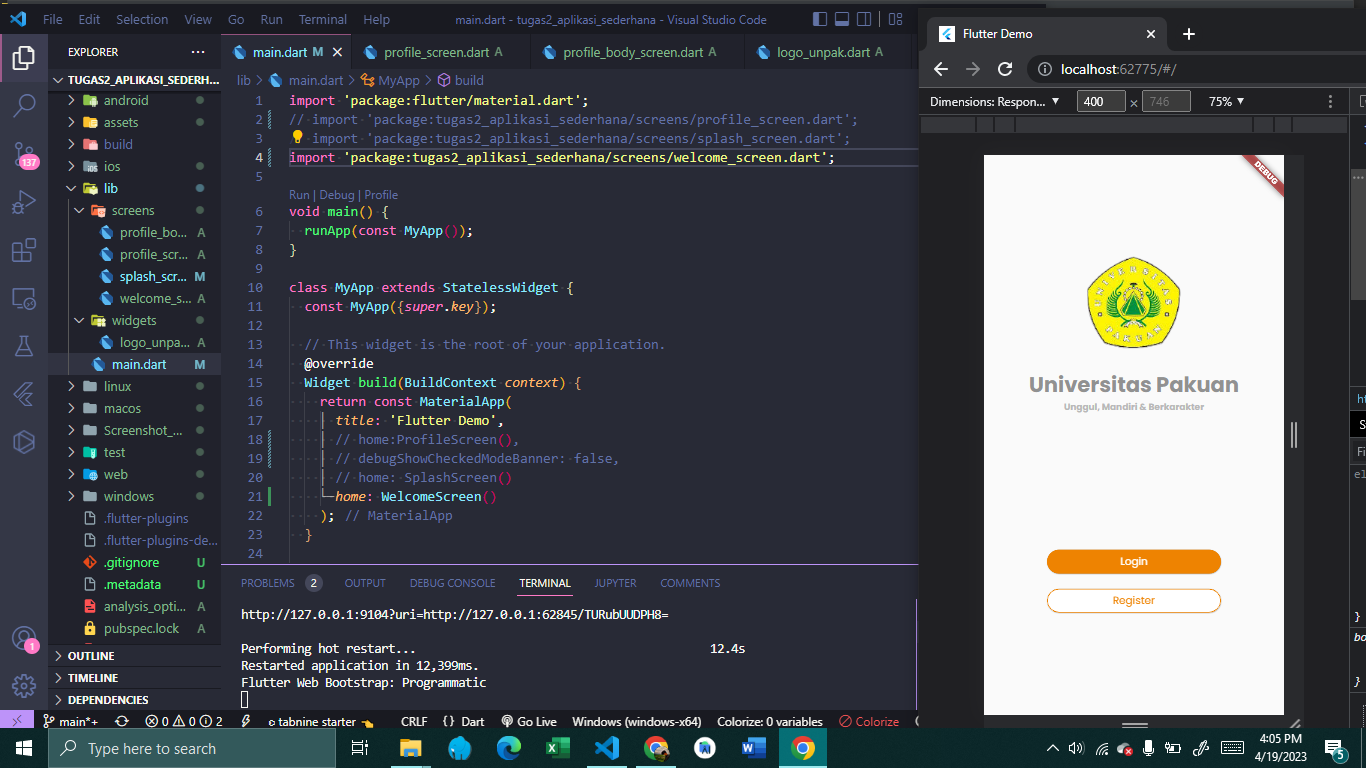 File Edit Selection View Go Run Terminal Help
main.dart - tugas2_aplikasi_sederhana - Visual Studio Code
EXPLORER
TUGAS2_APLIKASI_SEDERH...
android
assets
build
ios
lib
screens
profile_bo... A
profile_scr... A
splash_scr... M
welcome_s... A
widgets
logo_unpa... A
main.dart M
linux
macos
Screenshot_...
test
web
windows
.flutter-plugins
.flutter-plugins-de...
.gitignore U
.metadata U
analysis_opti... A
pubspec.lock A
OUTLINE
TIMELINE
DEPENDENCIES
137
1
main.dart M
profile_screen.dart A
profile_body_screen.dart A
logo_unpak.dart A
lib > main.dart > MyApp > build
1 import 'package:flutter/material.dart';
2 // import 'package:tugas2_aplikasi_sederhana/screens/profile_screen.dart';
3 import 'package:tugas2_aplikasi_sederhana/screens/splash_screen.dart';
4 import 'package:tugas2_aplikasi_sederhana/screens/welcome_screen.dart';
5
Run | Debug | Profile
6 void main() {
7 runApp(const MyApp());
8 }
9
10 class MyApp extends StatelessWidget {
11 const MyApp({super.key});
12
13 // This widget is the root of your application.
14 @override
15 Widget build(BuildContext context) {
16 return const MaterialApp(
17 title: 'Flutter Demo',
18 // home:ProfileScreen(),
19 // debugShowCheckedModeBanner: false,
20 // home: SplashScreen()
21 home: WelcomeScreen()
22 ); // MaterialApp
23 }
24
PROBLEMS 2 OUTPUT DEBUG CONSOLE TERMINAL JUPYTER COMMENTS
http://127.0.0.1:9104?uri=http://127.0.0.1:62845/TURubUUDPH8=
Performing hot restart... 12.4s
Restarted application in 12,399ms.
Flutter Web Bootstrap: Programmatic
main*+ 0 0 2 tabnine starter CRLF {} Dart Go Live Windows (windows-x64) Colorize: 0 variables Colorize
Flutter Demo
localhost:62775/#/
Dimensions: Respon... 400 × 746 75%
DEBUG
UNIVERSITAS
PAKUAN
Universitas Pakuan
Unggul, Mandiri & Berkarakter
Login
Register
Type here to search
4:05 PM
4/19/2023
5